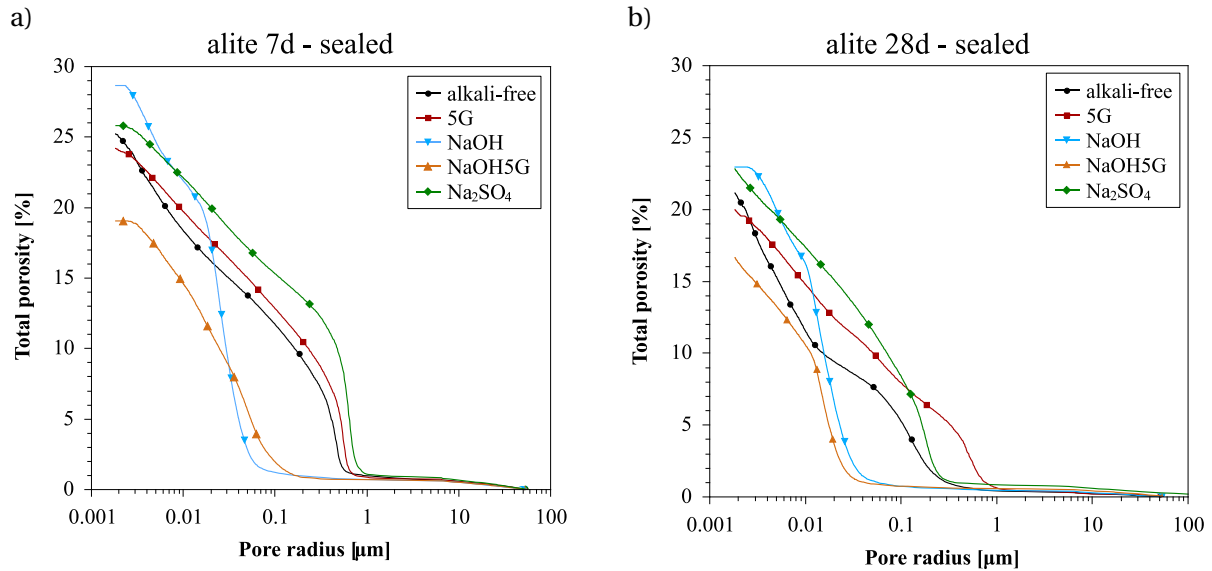 a)
alite 7d - sealed
30
25
20
15
10
5
0
Total porosity [%]
0.001 0.01 0.1 1 10 100
Pore radius [µm]
alkali-free
5G
NaOH
NaOH5G
Na₂SO₄
b)
alite 28d - sealed
30
25
20
15
10
5
0
Total porosity [%]
0.001 0.01 0.1 1 10 100
Pore radius [µm]
alkali-free
5G
NaOH
NaOH5G
Na₂SO₄